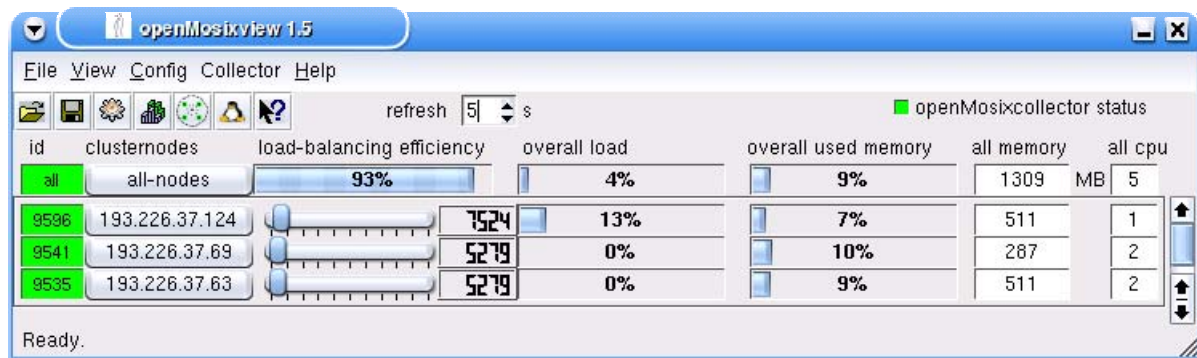 openMosixview 1.5
File View Config Collector Help
refresh 5 s openMosixcollector status
id clusternodes load-balancing efficiency overall load overall used memory all memory all cpu
all all-nodes 93% 4% 9% 1309 MB 5
9596 193.226.37.124 7524 13% 7% 511 1
9541 193.226.37.69 5279 0% 10% 287 2
9535 193.226.37.63 5279 0% 9% 511 2
Ready.